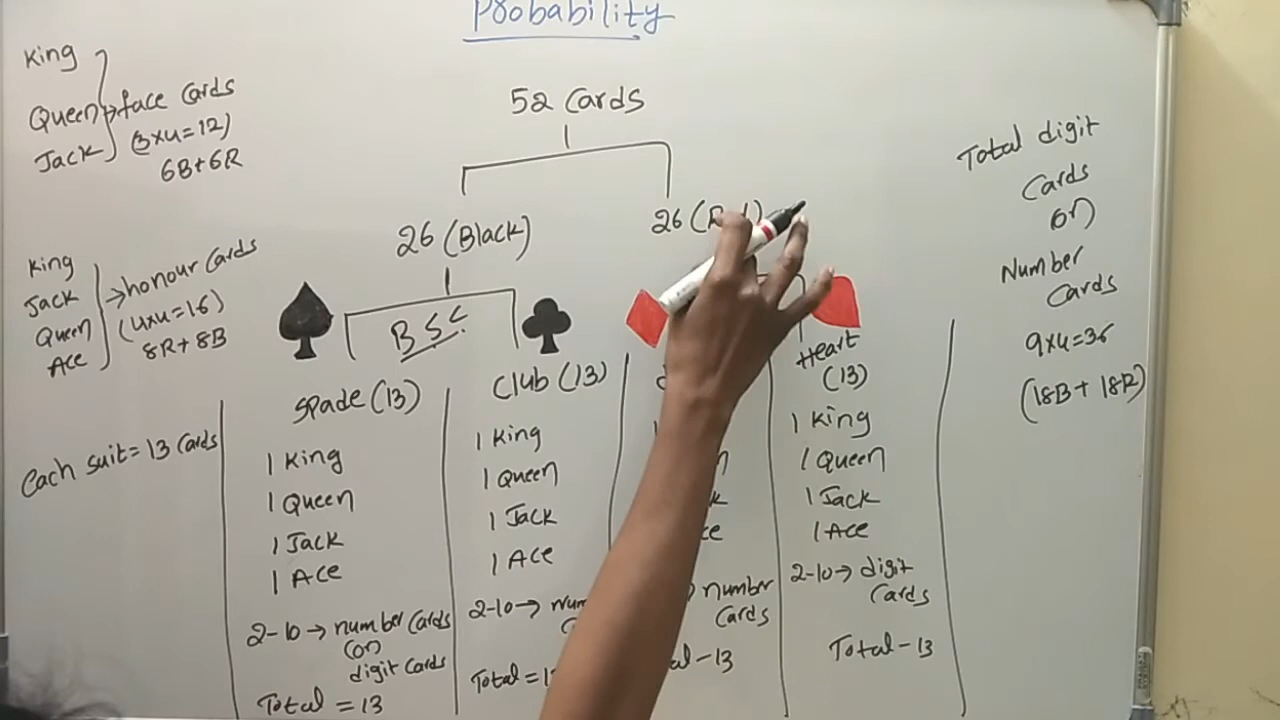 Probability
King
Queen → face Cards
Jack (3x4=12)
6B+6R
52 Cards
26 (Black)
26 (
King
Jack → honour Cards
Queen (4x4=16)
Ace 8R+8B
Each suit = 13 Cards
BSC
Spade (13)
1 King
1 Queen
1 Jack
1 Ace
2-10 → number Cards
(or)
digit Cards
Total = 13
Club (13)
1 King
1 Queen
1 Jack
1 Ace
2-10 →
Total = 1
number
Cards
-13
Heart
(13)
1 King
1 Queen
1 Jack
1 Ace
2-10 → digit
Cards
Total - 13
Total digit
Cards
or)
Number
Cards
9x4=36
(18B + 18R)